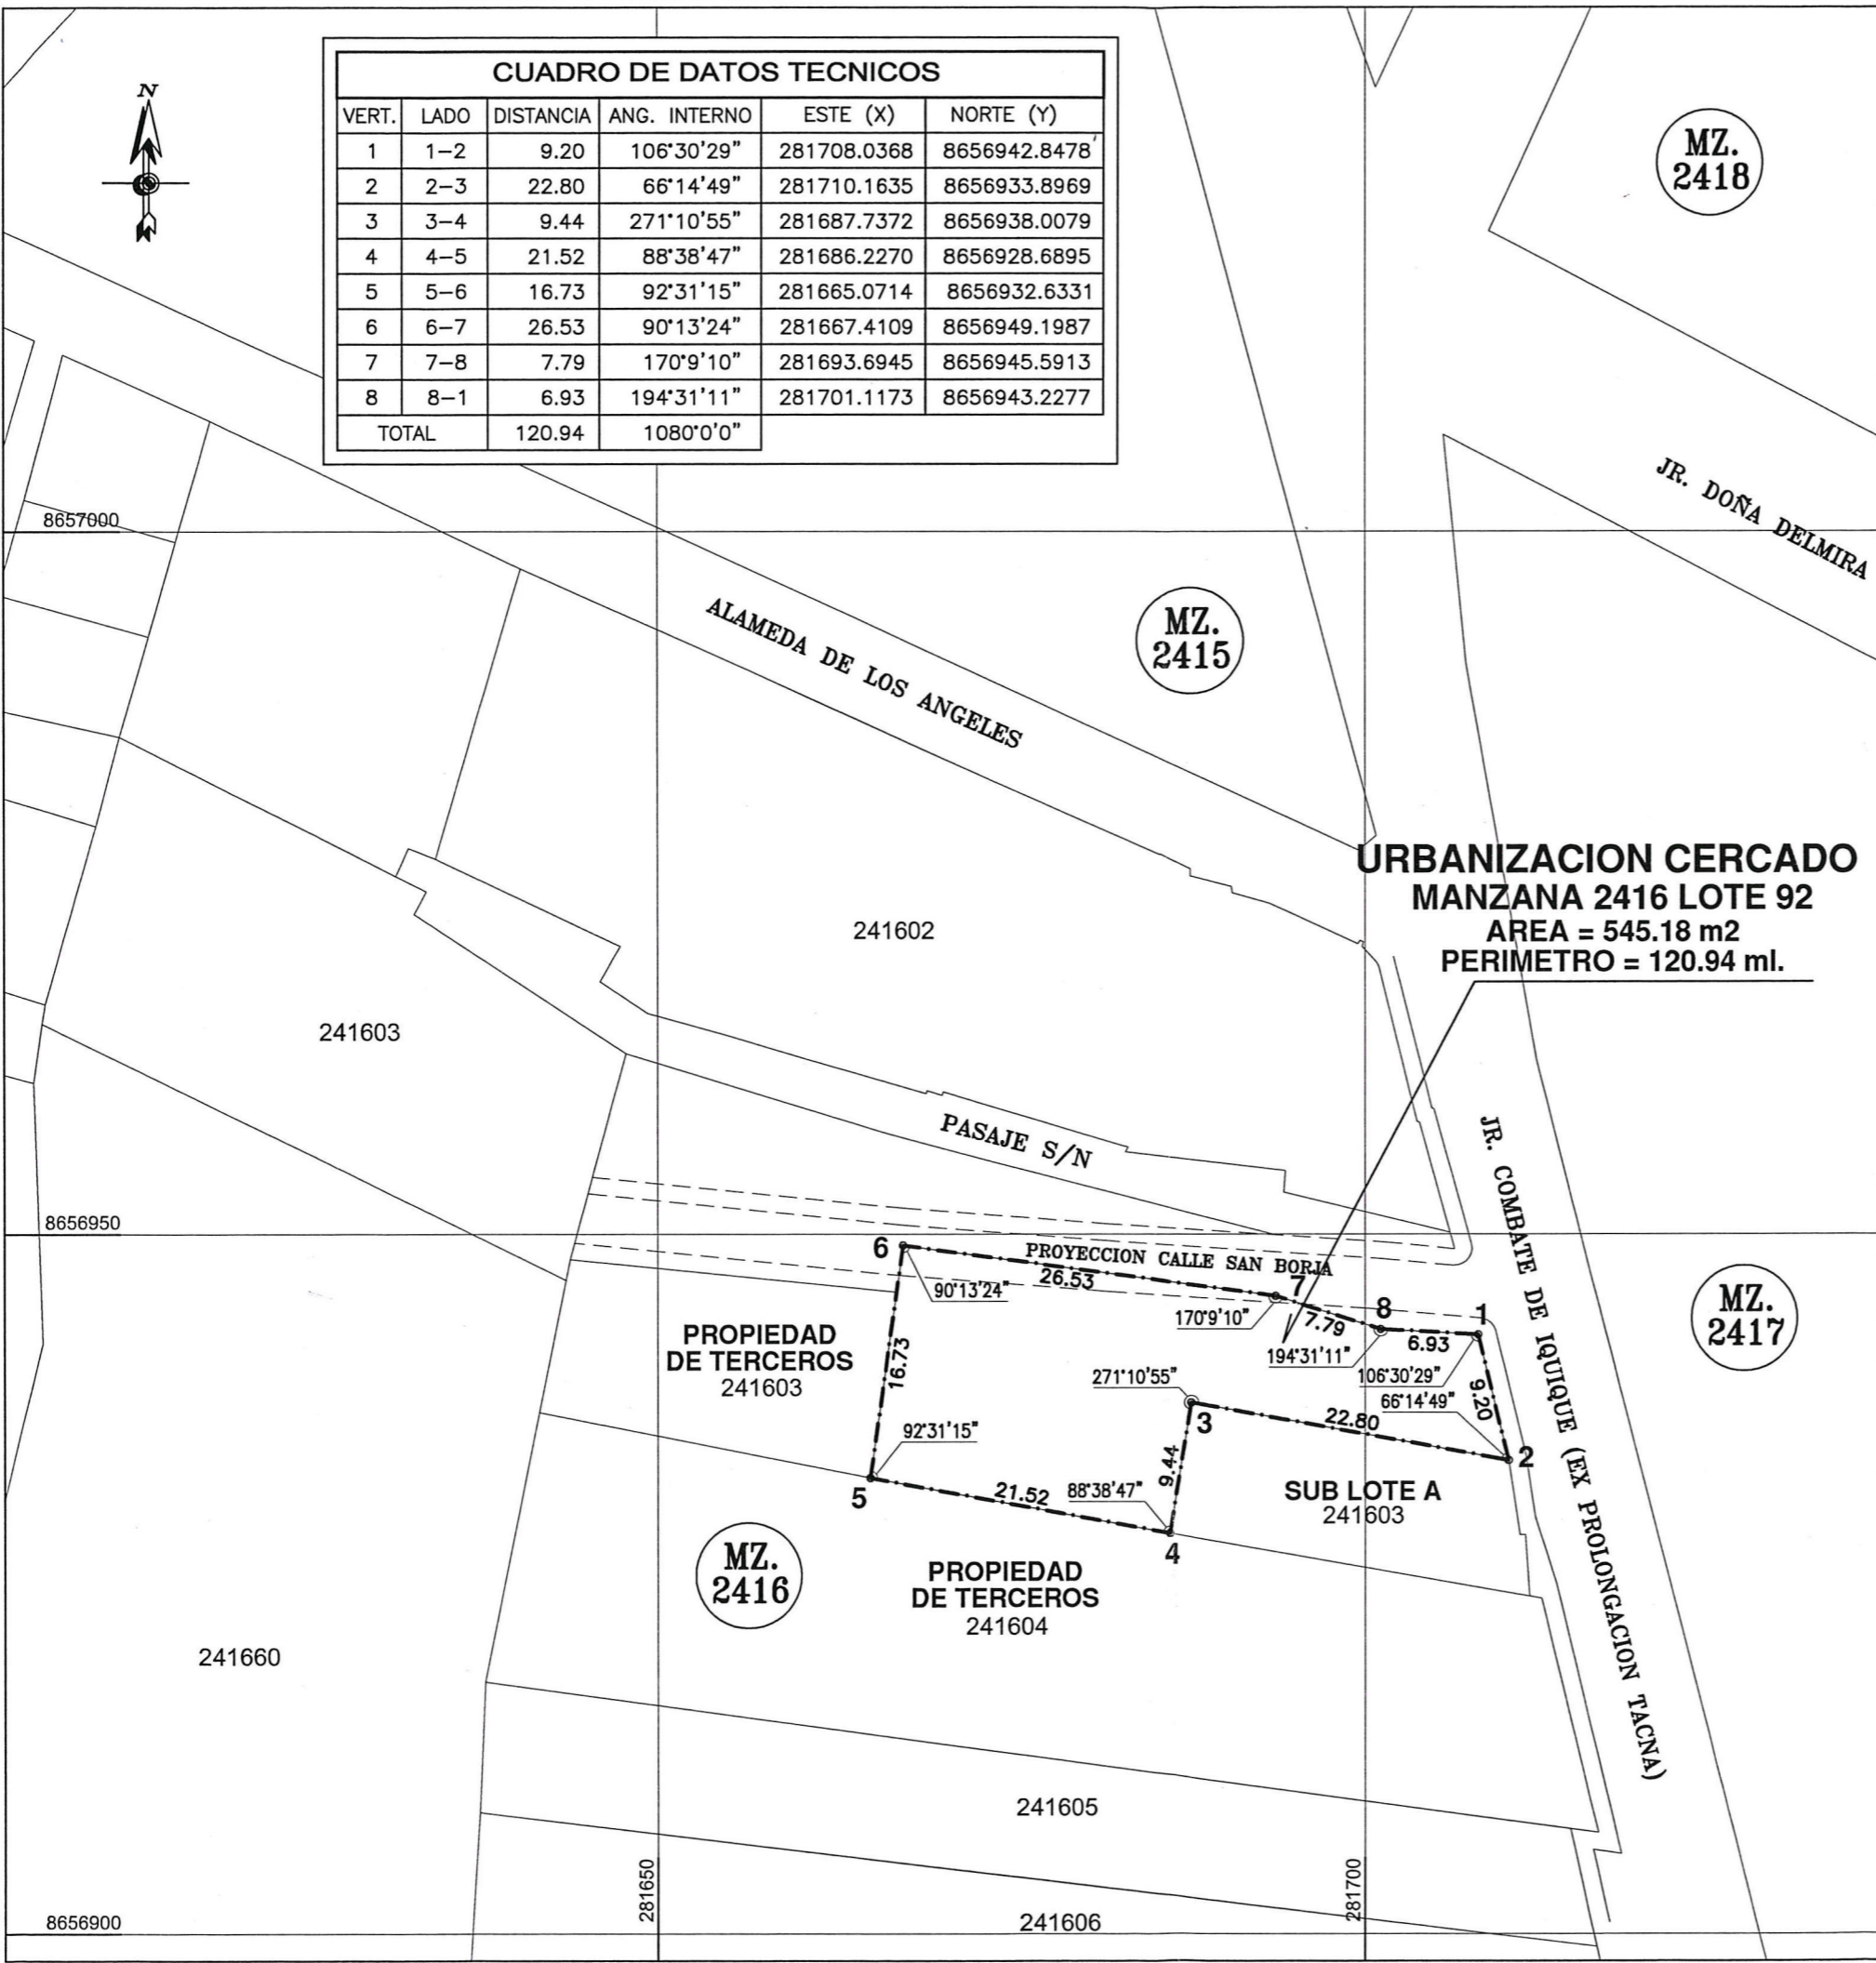 N
CUADRO DE DATOS TECNICOS
VERT. LADO DISTANCIA ANG. INTERNO ESTE (X) NORTE (Y)
1 1-2 9.20 106°30'29" 281708.0368 8656942.8478
2 2-3 22.80 66°14'49" 281710.1635 8656933.8969
3 3-4 9.44 271°10'55" 281687.7372 8656938.0079
4 4-5 21.52 88°38'47" 281686.2270 8656928.6895
5 5-6 16.73 92°31'15" 281665.0714 8656932.6331
6 6-7 26.53 90°13'24" 281667.4109 8656949.1987
7 7-8 7.79 170°9'10" 281693.6945 8656945.5913
8 8-1 6.93 194°31'11" 281701.1173 8656943.2277
TOTAL 120.94 1080°0'0"
MZ.
2418
8657000
JR. DOÑA DELMIRA
ALAMEDA DE LOS ANGELES
MZ.
2415
URBANIZACION CERCADO
MANZANA 2416 LOTE 92
AREA = 545.18 m2
PERIMETRO = 120.94 ml.
241602
241603
PASAJE S/N
JR. COMBATE DE IQUIQUE (EX PROLONGACION TACNA)
8656950
6
PROYECCION CALLE SAN BORJA
26.53
90°13'24"
7
170°9'10"
7.79
8
194°31'11"
6.93
1
106°30'29"
MZ.
2417
PROPIEDAD
DE TERCEROS
241603
16.73
271°10'55"
3
66°14'49"
9.20
22.80
2
92°31'15"
5
21.52
88°38'47"
9.44
4
SUB LOTE A
241603
MZ.
2416
PROPIEDAD
DE TERCEROS
241604
241660
241605
281650
281700
8656900
241606